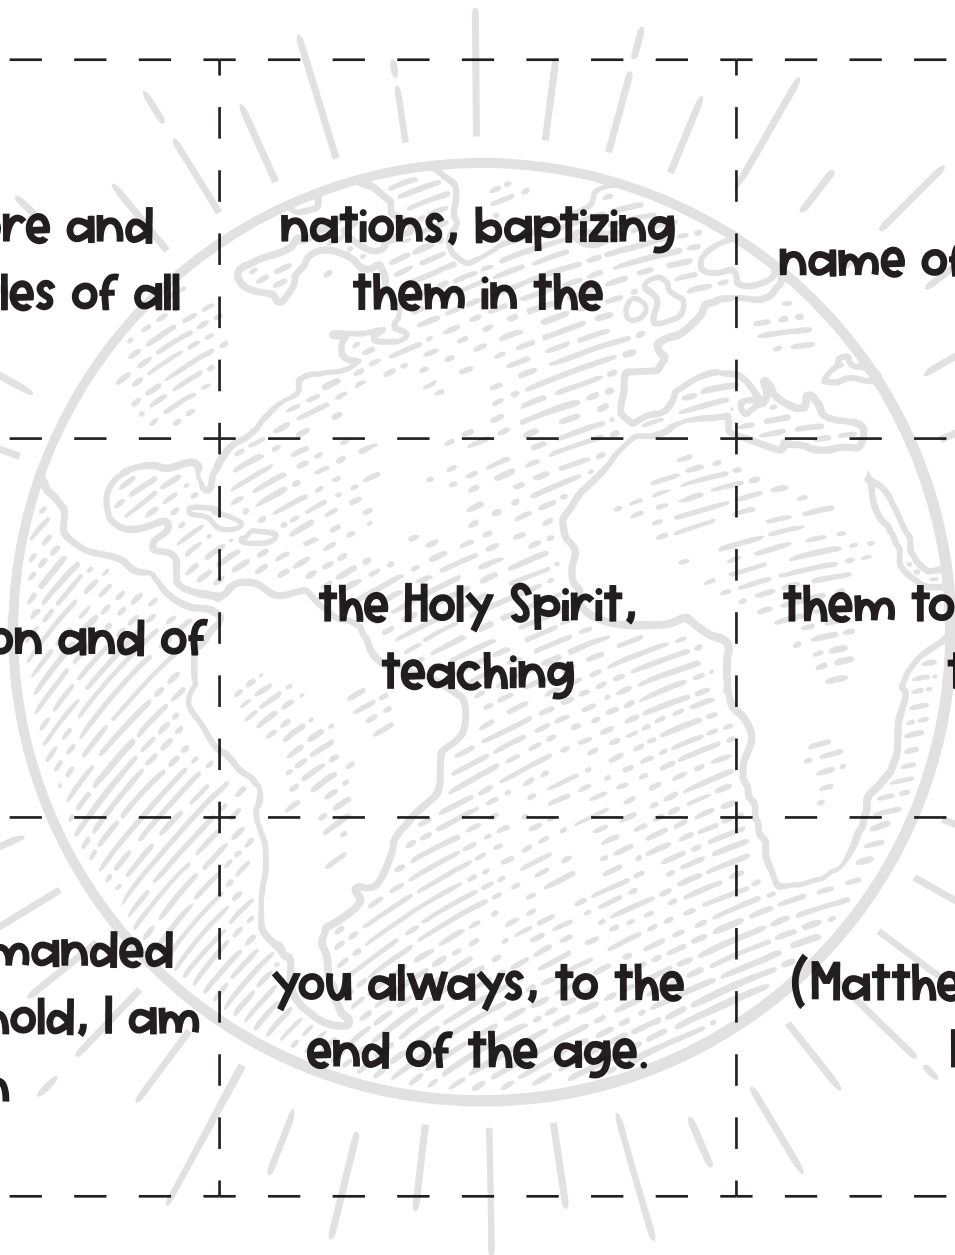 re and
les of all
nations, baptizing
them in the
name of
on and of
the Holy Spirit,
teaching
them to
t
manded
hold, I am
h
you always, to the
end of the age.
(Matthe